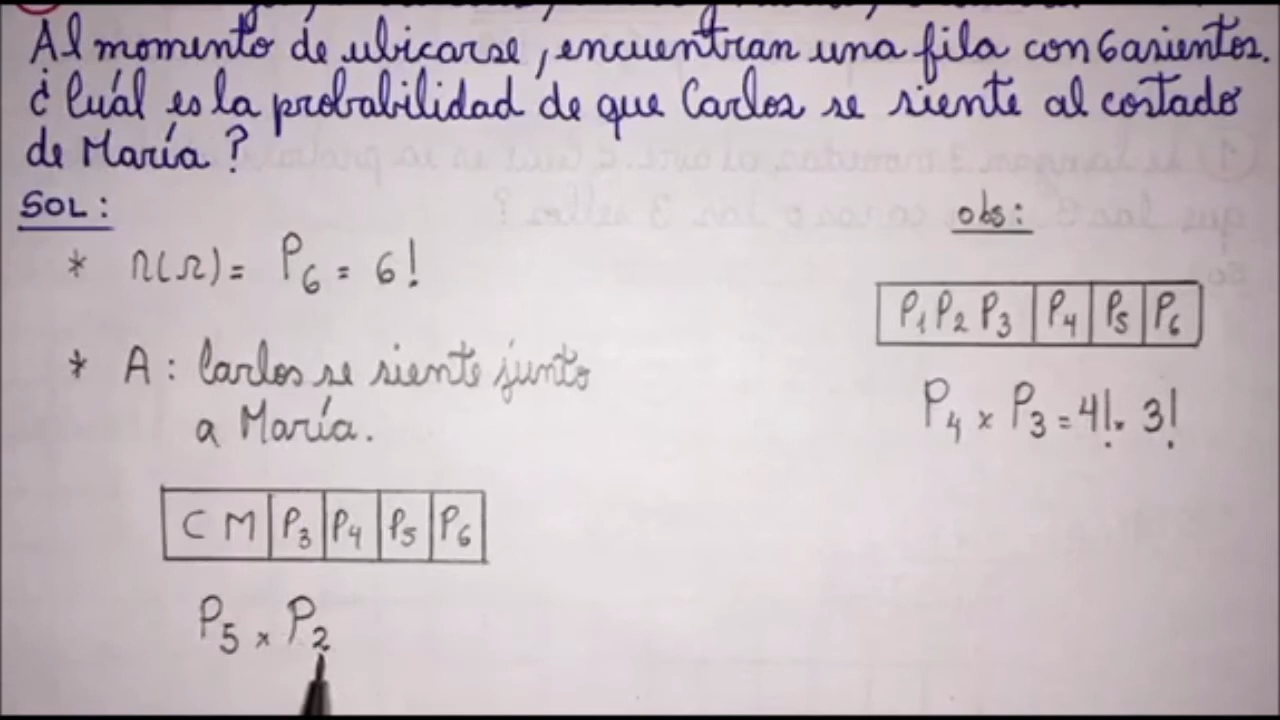 Al momento de ubicarse, encuentran una fila con 6 asientos.
¿Cuál es la probabilidad de que Carlos se siente al costado
de María?
SOL:
* n(Ω) = P₆ = 6!
* A: Carlos se siente junto
a María.
C M P₃ P₄ P₅ P₆
P₅ × P₂
obs:
P₁ P₂ P₃ P₄ P₅ P₆
P₄ × P₃ = 4! · 3!